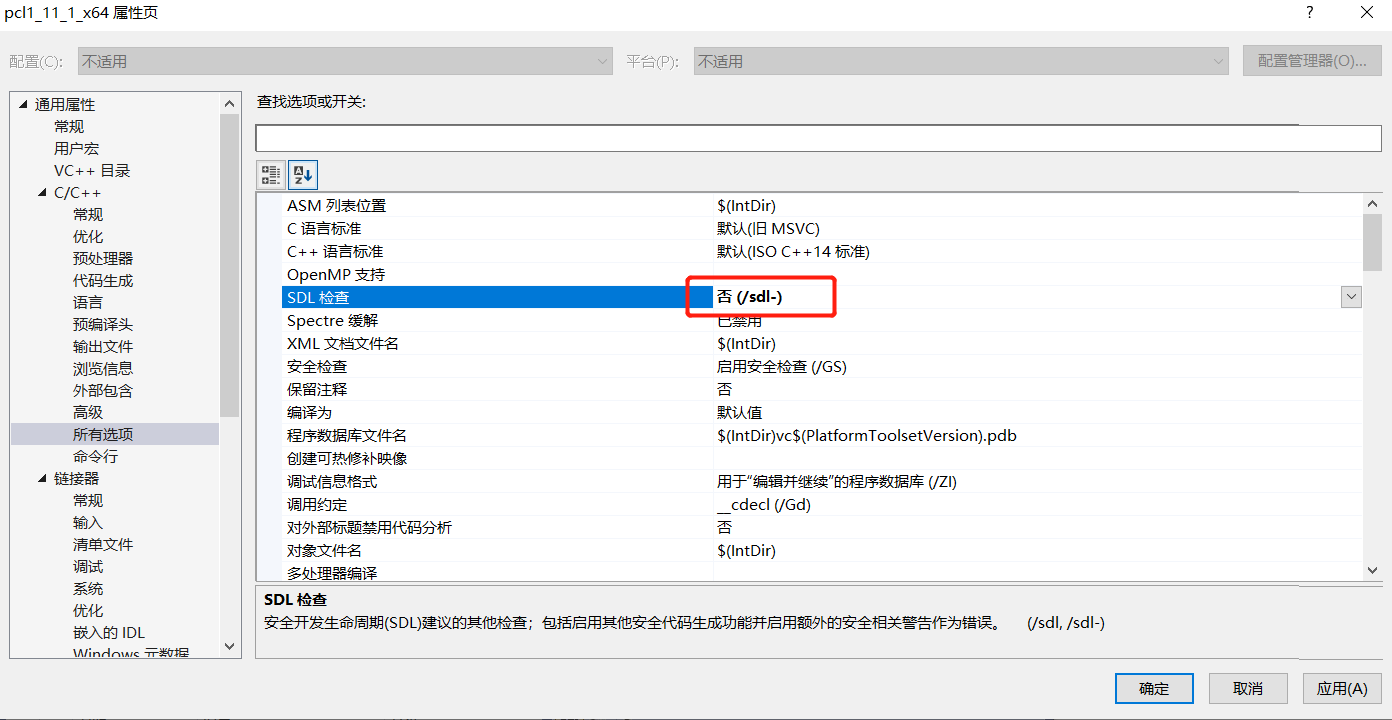 pcl1_11_1_x64 属性页
?
配置(C):
不适用
平台(P):
不适用
配置管理器(O)...
通用属性
常规
用户宏
VC++ 目录
C/C++
常规
优化
预处理器
代码生成
语言
预编译头
输出文件
浏览信息
外部包含
高级
所有选项
命令行
链接器
常规
输入
清单文件
调试
系统
优化
嵌入的 IDL
Windows 元数据
查找选项或开关:
ASM 列表位置 $(IntDir)
C 语言标准 默认(旧 MSVC)
C++ 语言标准 默认(ISO C++14 标准)
OpenMP 支持
SDL 检查 否 (/sdl-)
Spectre 缓解 已禁用
XML 文档文件名 $(IntDir)
安全检查 启用安全检查 (/GS)
保留注释 否
编译为 默认值
程序数据库文件名 $(IntDir)vc$(PlatformToolsetVersion).pdb
创建可热修补映像
调试信息格式 用于“编辑并继续”的程序数据库 (/ZI)
调用约定 __cdecl (/Gd)
对外部标题禁用代码分析 否
对象文件名 $(IntDir)
多处理器编译
SDL 检查
安全开发生命周期(SDL)建议的其他检查；包括启用其他安全代码生成功能并启用额外的安全相关警告作为错误。 (/sdl, /sdl-)
确定
取消
应用(A)